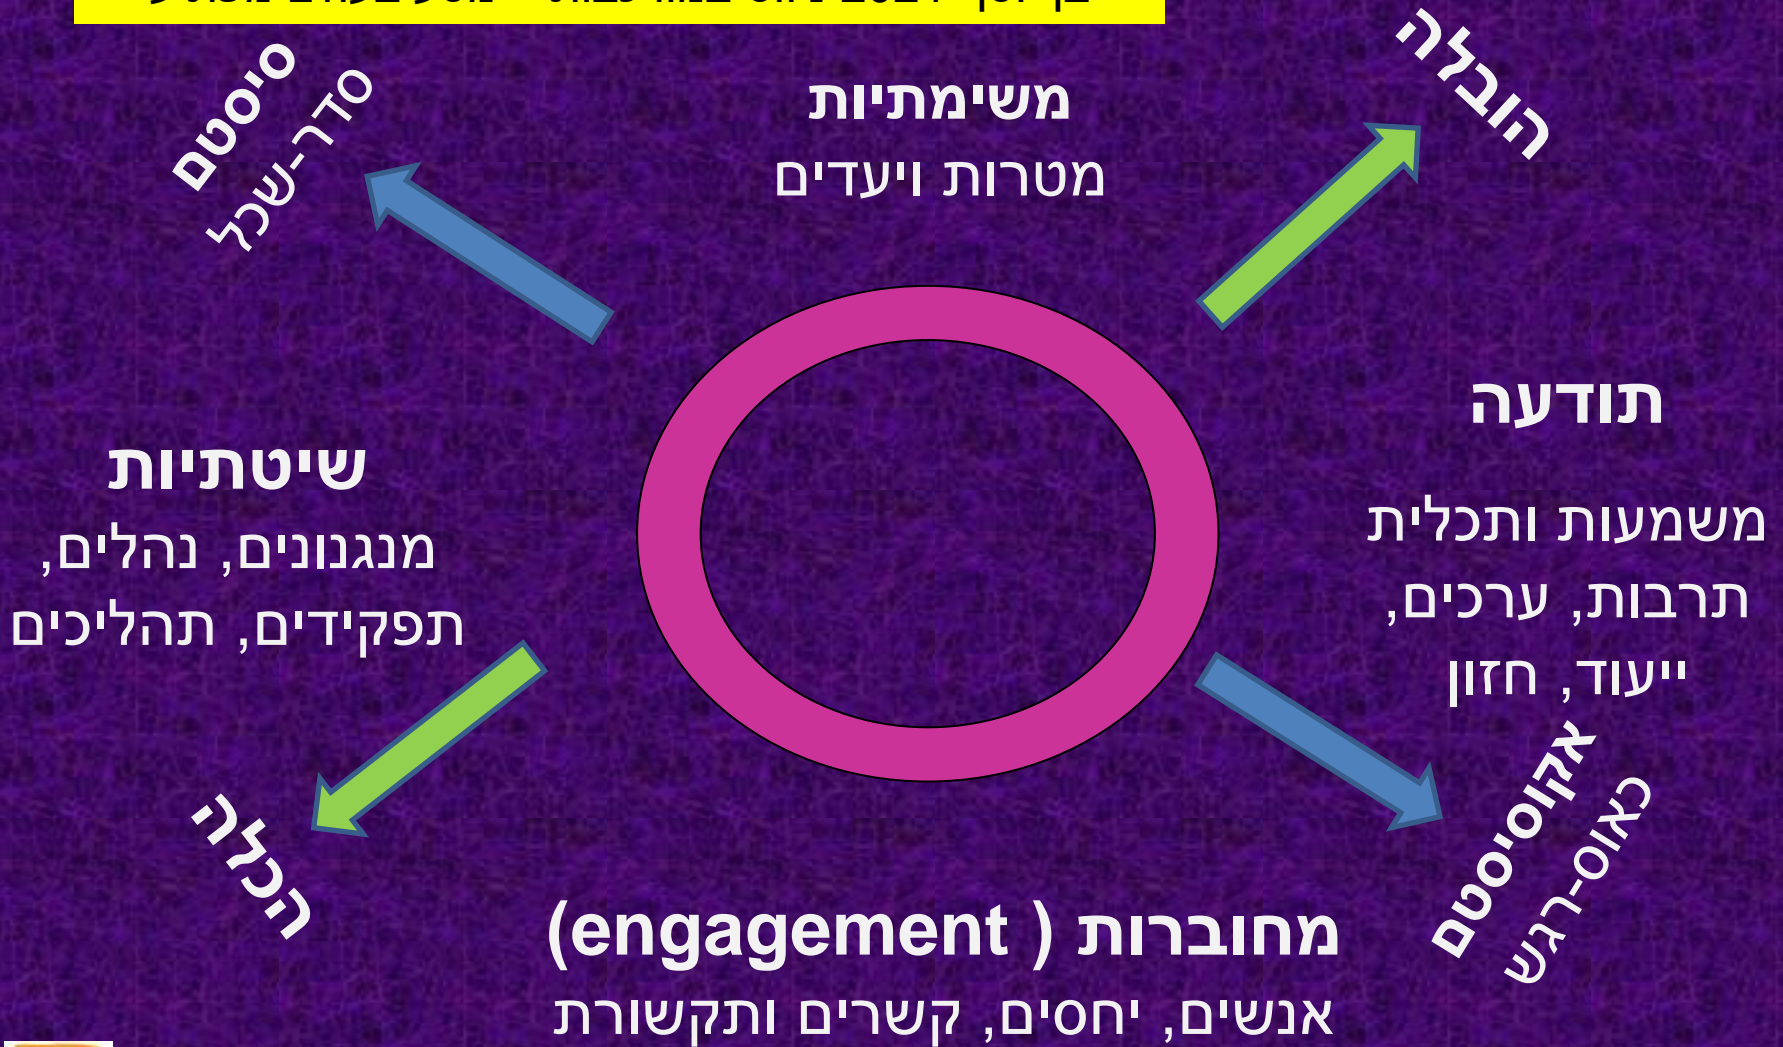 הובלה
סיסטם
סדר-שכל
משימתיות
מטרות ויעדים
תודעה
משמעות ותכלית
תרבות, ערכים,
ייעוד, חזון
שיטתיות
מנגנונים, נהלים,
תפקידים, תהליכים
אקוסיסטם
כאוס-רגש
הכלה
מחוברות ( engagement)
אנשים, יחסים, קשרים ותקשורת